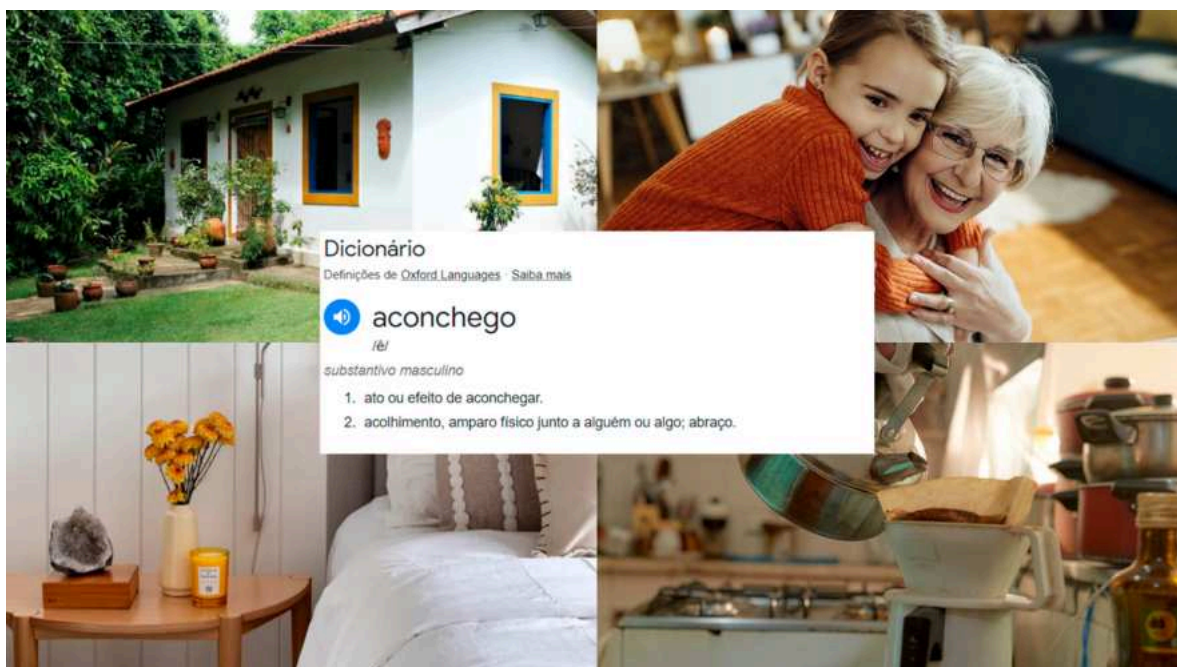 Dicionário
Definições de Oxford Languages · Saiba mais
aconchego
/ê/
substantivo masculino
1. ato ou efeito de aconchegar.
2. acolhimento, amparo físico junto a alguém ou algo; abraço.